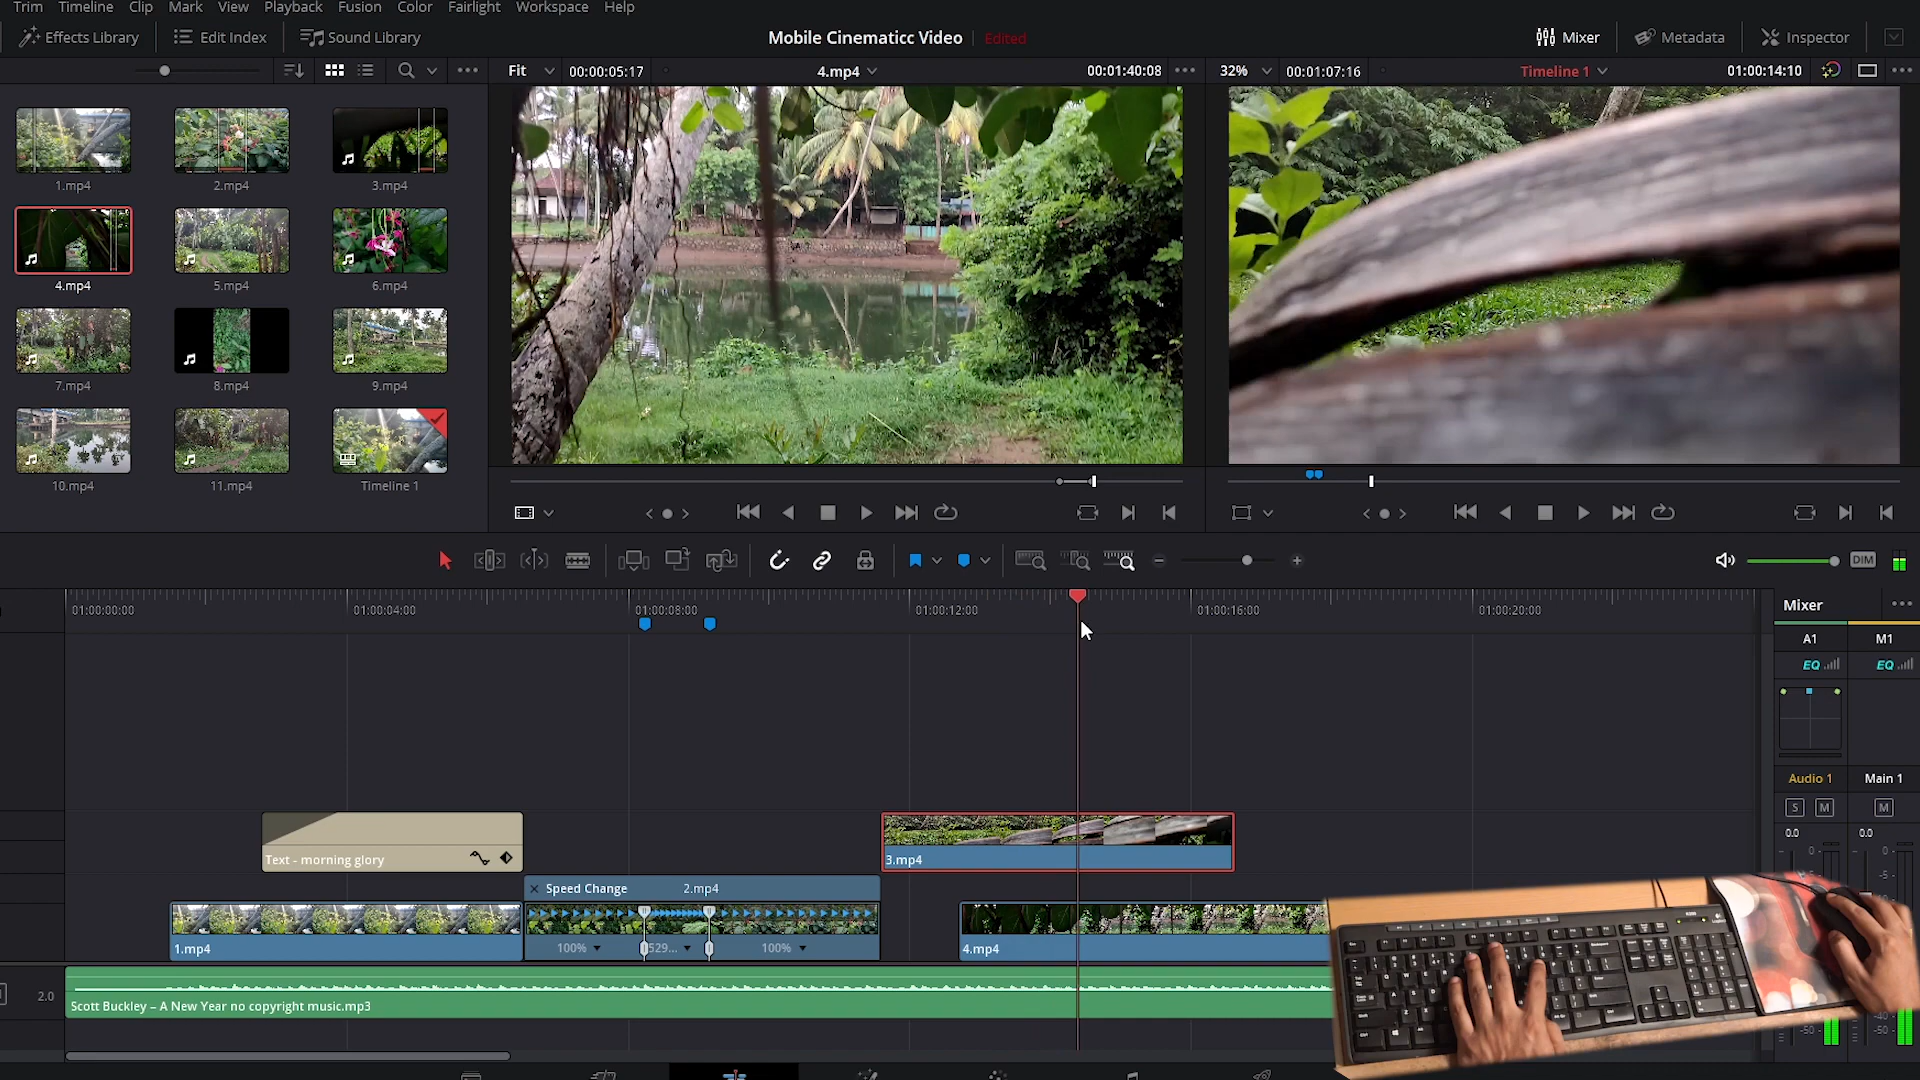 Trim Timeline Clip Mark View Playback Fusion Color Fairlight Workspace Help
Effects Library Edit Index Sound Library Mobile Cinematicc Video Edited Mixer Metadata Inspector
Fit 00:00:05:17 4.mp4 00:01:40:08 32% 00:01:07:16 Timeline 1 01:00:14:10
1.mp4 2.mp4 3.mp4
4.mp4 5.mp4 6.mp4
7.mp4 8.mp4 9.mp4
10.mp4 11.mp4 Timeline 1
DIM
01:00:00:00 01:00:04:00 01:00:08:00 01:00:12:00 01:00:16:00 01:00:20:00
Mixer
A1 M1
EQ EQ
Audio 1 Main 1
S M M
0.0 0.0
0 0
-5 -5
Text - morning glory
3.mp4
Speed Change 2.mp4
1.mp4
100% 529... 100%
4.mp4
2.0
Scott Buckley – A New Year no copyright music.mp3
-40
-50 -50